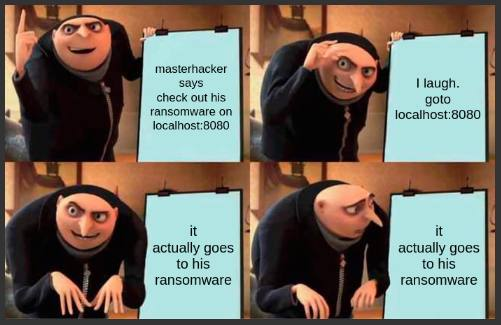 masterhacker
says
check out his
ransomware on
localhost:8080
I laugh.
goto
localhost:8080
it
actually goes
to his
ransomware
it
actually goes
to his
ransomware